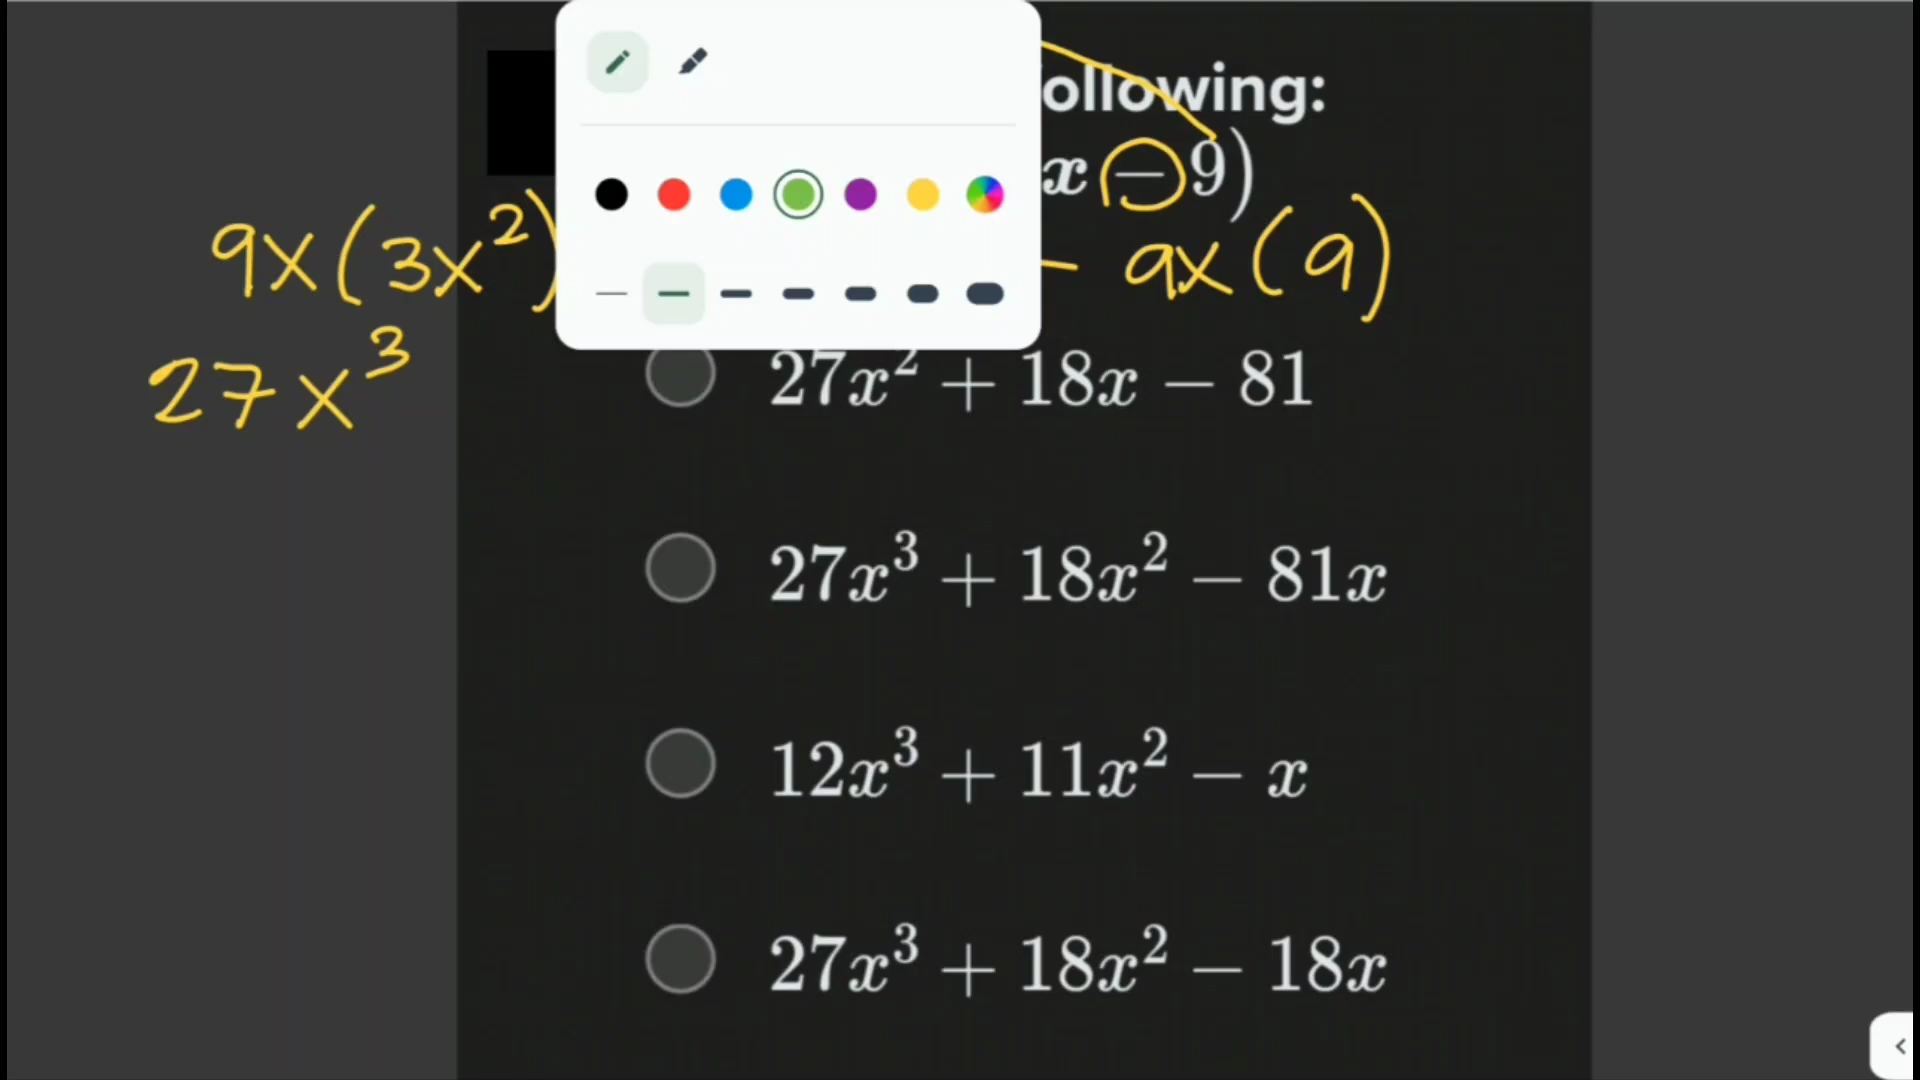 ollowing:
x − 9)
9x(3x²) − 9x(9)
27x³
27x² + 18x − 81
27x³ + 18x² − 81x
12x³ + 11x² − x
27x³ + 18x² − 18x